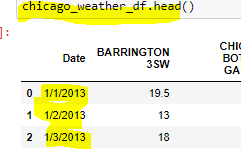 chicago_weather_df.head()
]:
Date BARRINGTON 3SW CHIC BOT GA
0 1/1/2013 19.5
1 1/2/2013 13
2 1/3/2013 18